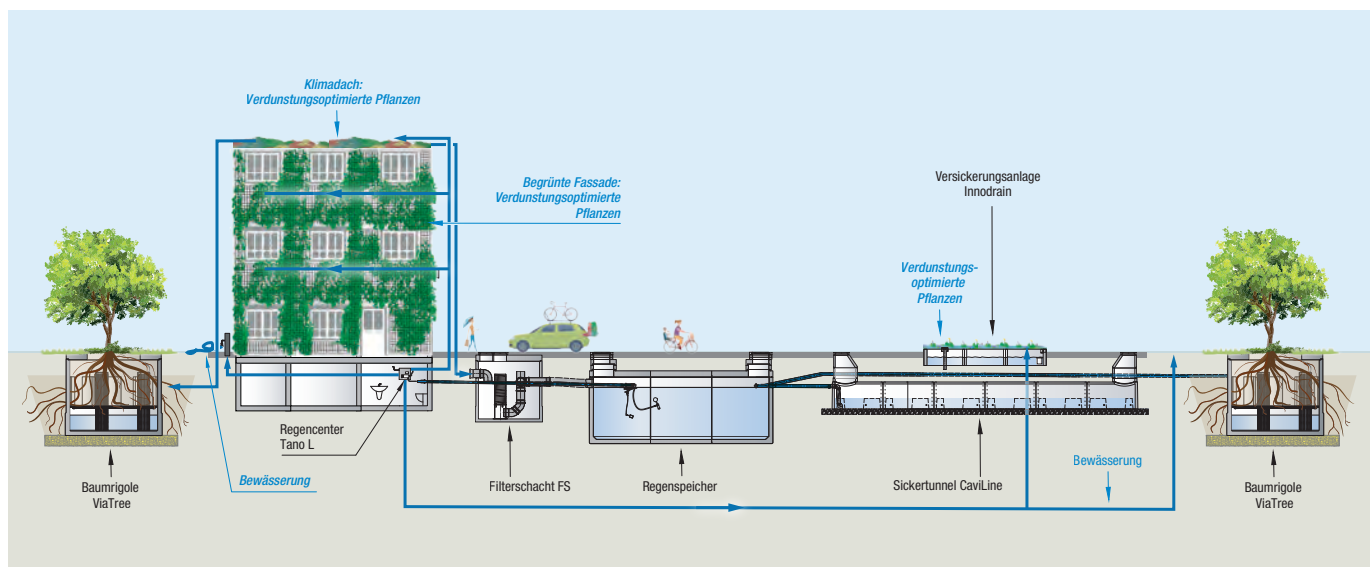 Klimadach:
Verdunstungsoptimierte Pflanzen
Begrünte Fassade:
Verdunstungsoptimierte
Pflanzen
Versickerungsanlage
Innodrain
Verdunstungs-
optimierte
Pflanzen
Regencenter
Tano L
Bewässerung
Baumrigole
ViaTree
Filterschacht FS
Regenspeicher
Sickertunnel CaviLine
Bewässerung
Baumrigole
ViaTree